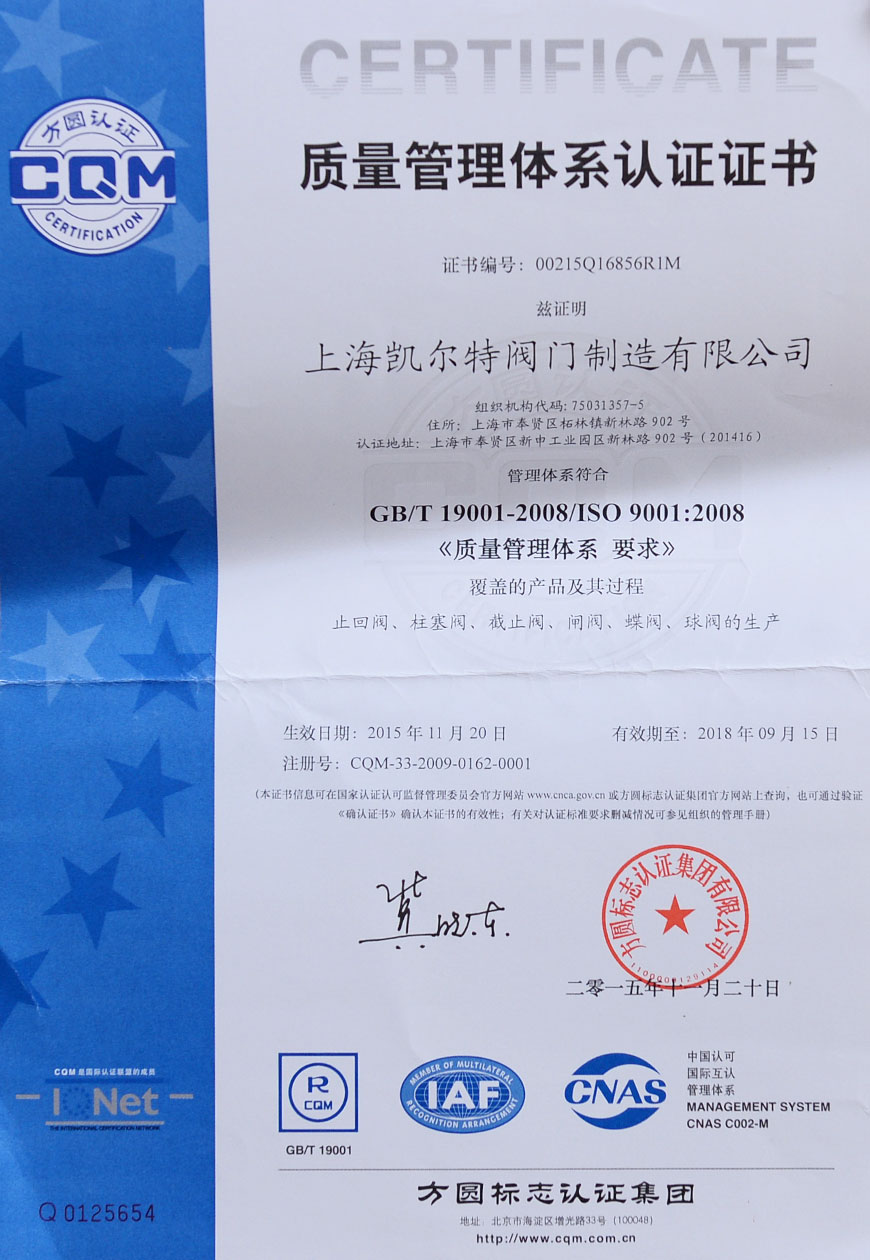 CERTIFICATE
方圆认证
CQM
CERTIFICATION
质量管理体系认证证书
证书编号：00215Q16856R1M
兹证明
上海凯尔特阀门制造有限公司
组织机构代码：75031357-5
住所：上海市奉贤区柘林镇新林路902号
认证地址：上海市奉贤区新申工业园区新林路902号（201416）
管理体系符合
GB/T 19001-2008/ISO 9001:2008
《质量管理体系 要求》
覆盖的产品及其过程
止回阀、柱塞阀、截止阀、闸阀、蝶阀、球阀的生产
生效日期：2015年11月20日
有效期至：2018年09月15日
注册号：CQM-33-2009-0162-0001
（本证书信息可在国家认证认可监督管理委员会官方网站 www.cnca.gov.cn 或方圆标志认证集团官方网站上查询，也可通过验证
《确认证书》确认本证书的有效性；有关对认证标准要求删减情况可参见组织的管理手册）
方圆标志认证集团有限公司
二零一五年十一月二十日
CQM 是国际认证联盟的成员
IQNet
THE INTERNATIONAL CERTIFICATION NETWORK
R
CQM
GB/T 19001
MEMBER OF MULTILATERAL
IAF
RECOGNITION ARRANGEMENT
CNAS
中国认可
国际互认
管理体系
MANAGEMENT SYSTEM
CNAS C002-M
方圆标志认证集团
地址：北京市海淀区增光路33号（100048）
http://www.cqm.com.cn
Q 0125654